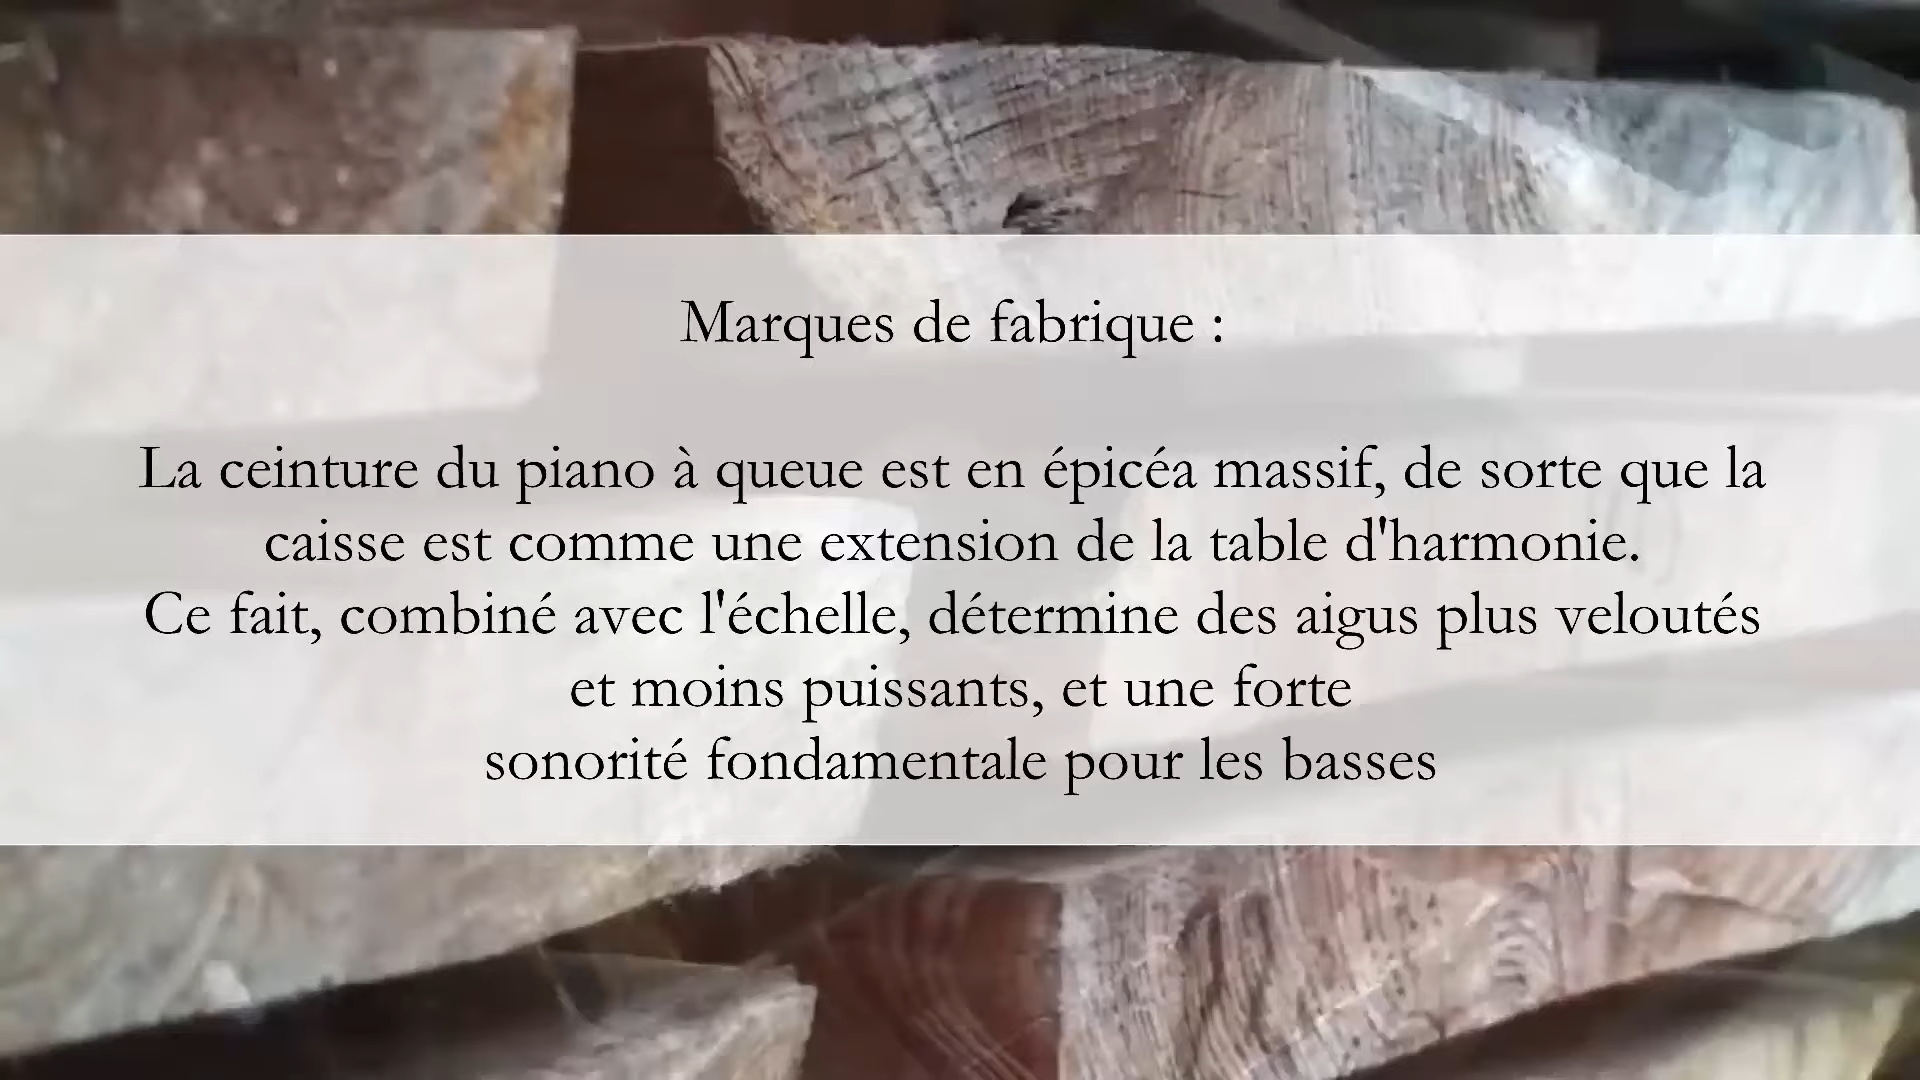 Marques de fabrique :
La ceinture du piano à queue est en épicéa massif, de sorte que la
caisse est comme une extension de la table d'harmonie.
Ce fait, combiné avec l'échelle, détermine des aigus plus veloutés
et moins puissants, et une forte
sonorité fondamentale pour les basses